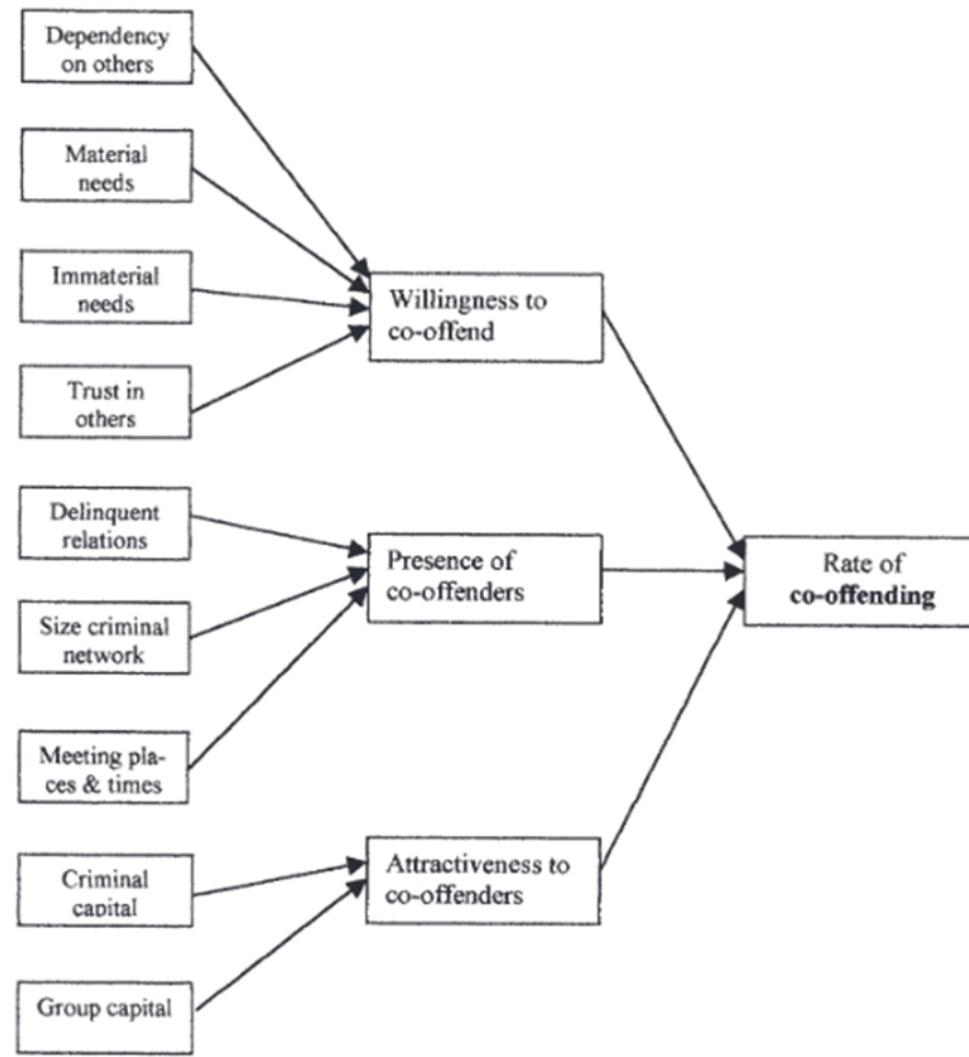 Dependency
on others
Material
needs
Immaterial
needs
Trust in
others
Willingness to
co-offend
Delinquent
relations
Size criminal
network
Meeting pla-
ces & times
Presence of
co-offenders
Criminal
capital
Group capital
Attractiveness to
co-offenders
Rate of
co-offending